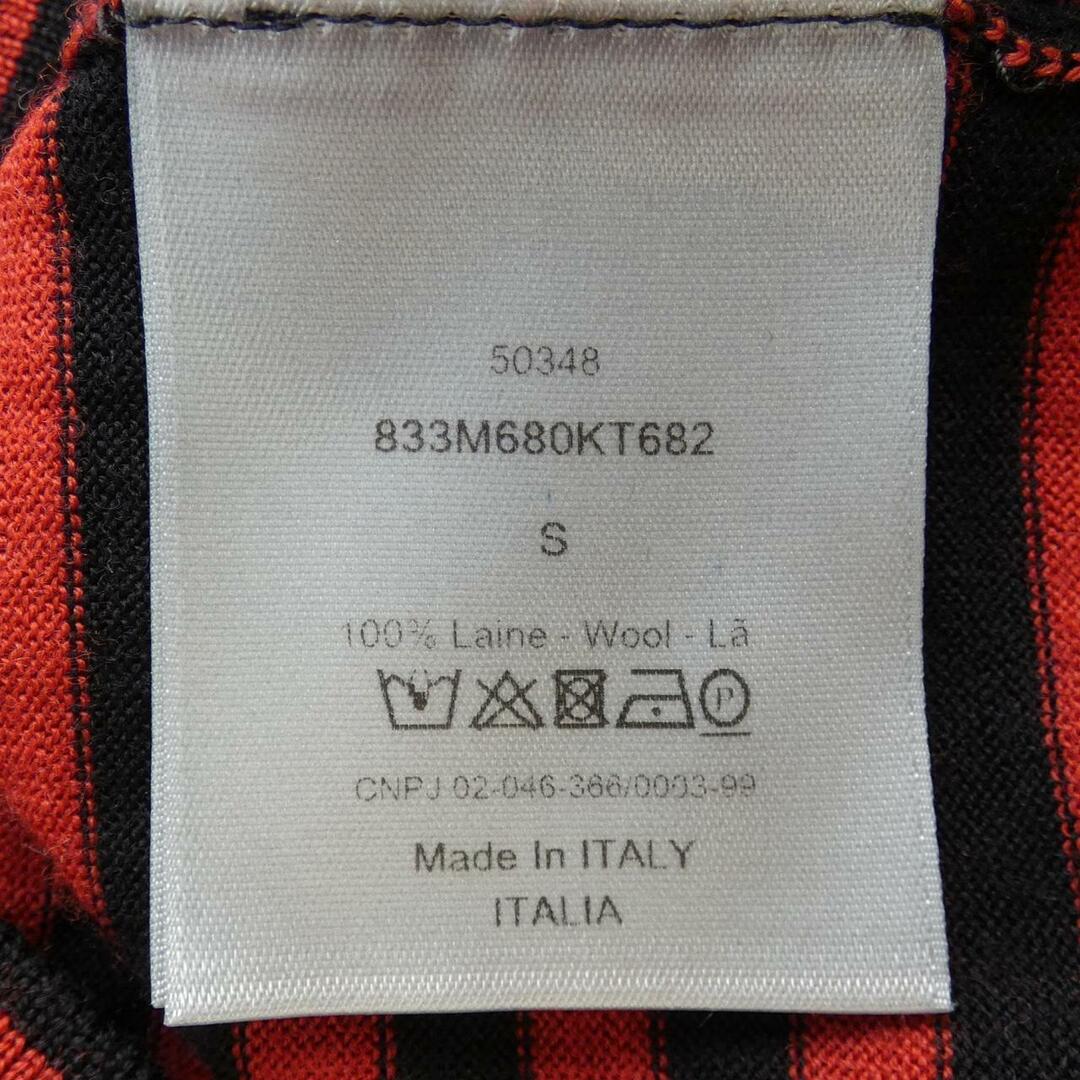 50348
833M680KT682
S
100% Laine - Wool - Lã
P
CNPJ 02-046-366/0003-99
Made In ITALY
ITALIA